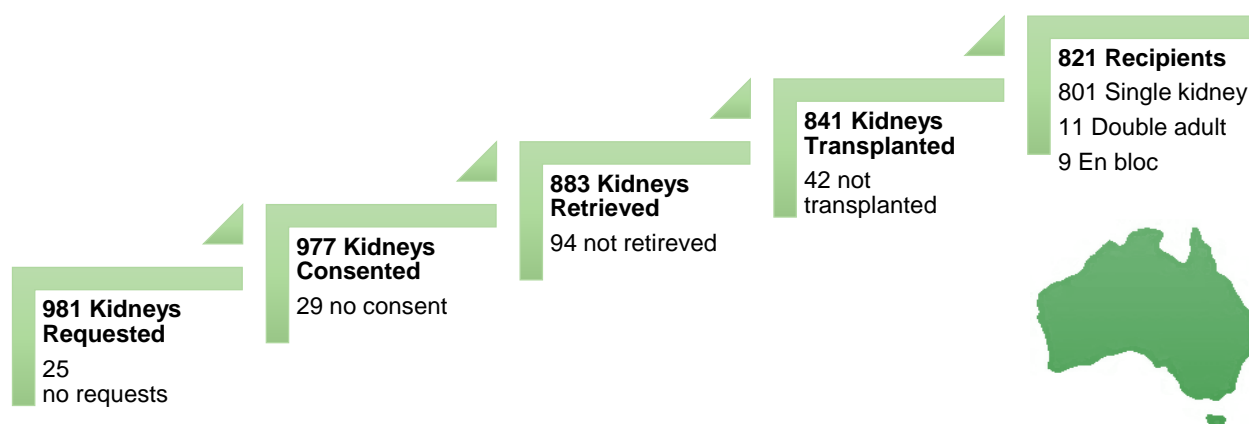 981 Kidneys
Requested
25
no requests
977 Kidneys
Consented
29 no consent
883 Kidneys
Retrieved
94 not retireved
841 Kidneys
Transplanted
42 not
transplanted
821 Recipients
801 Single kidney
11 Double adult
9 En bloc